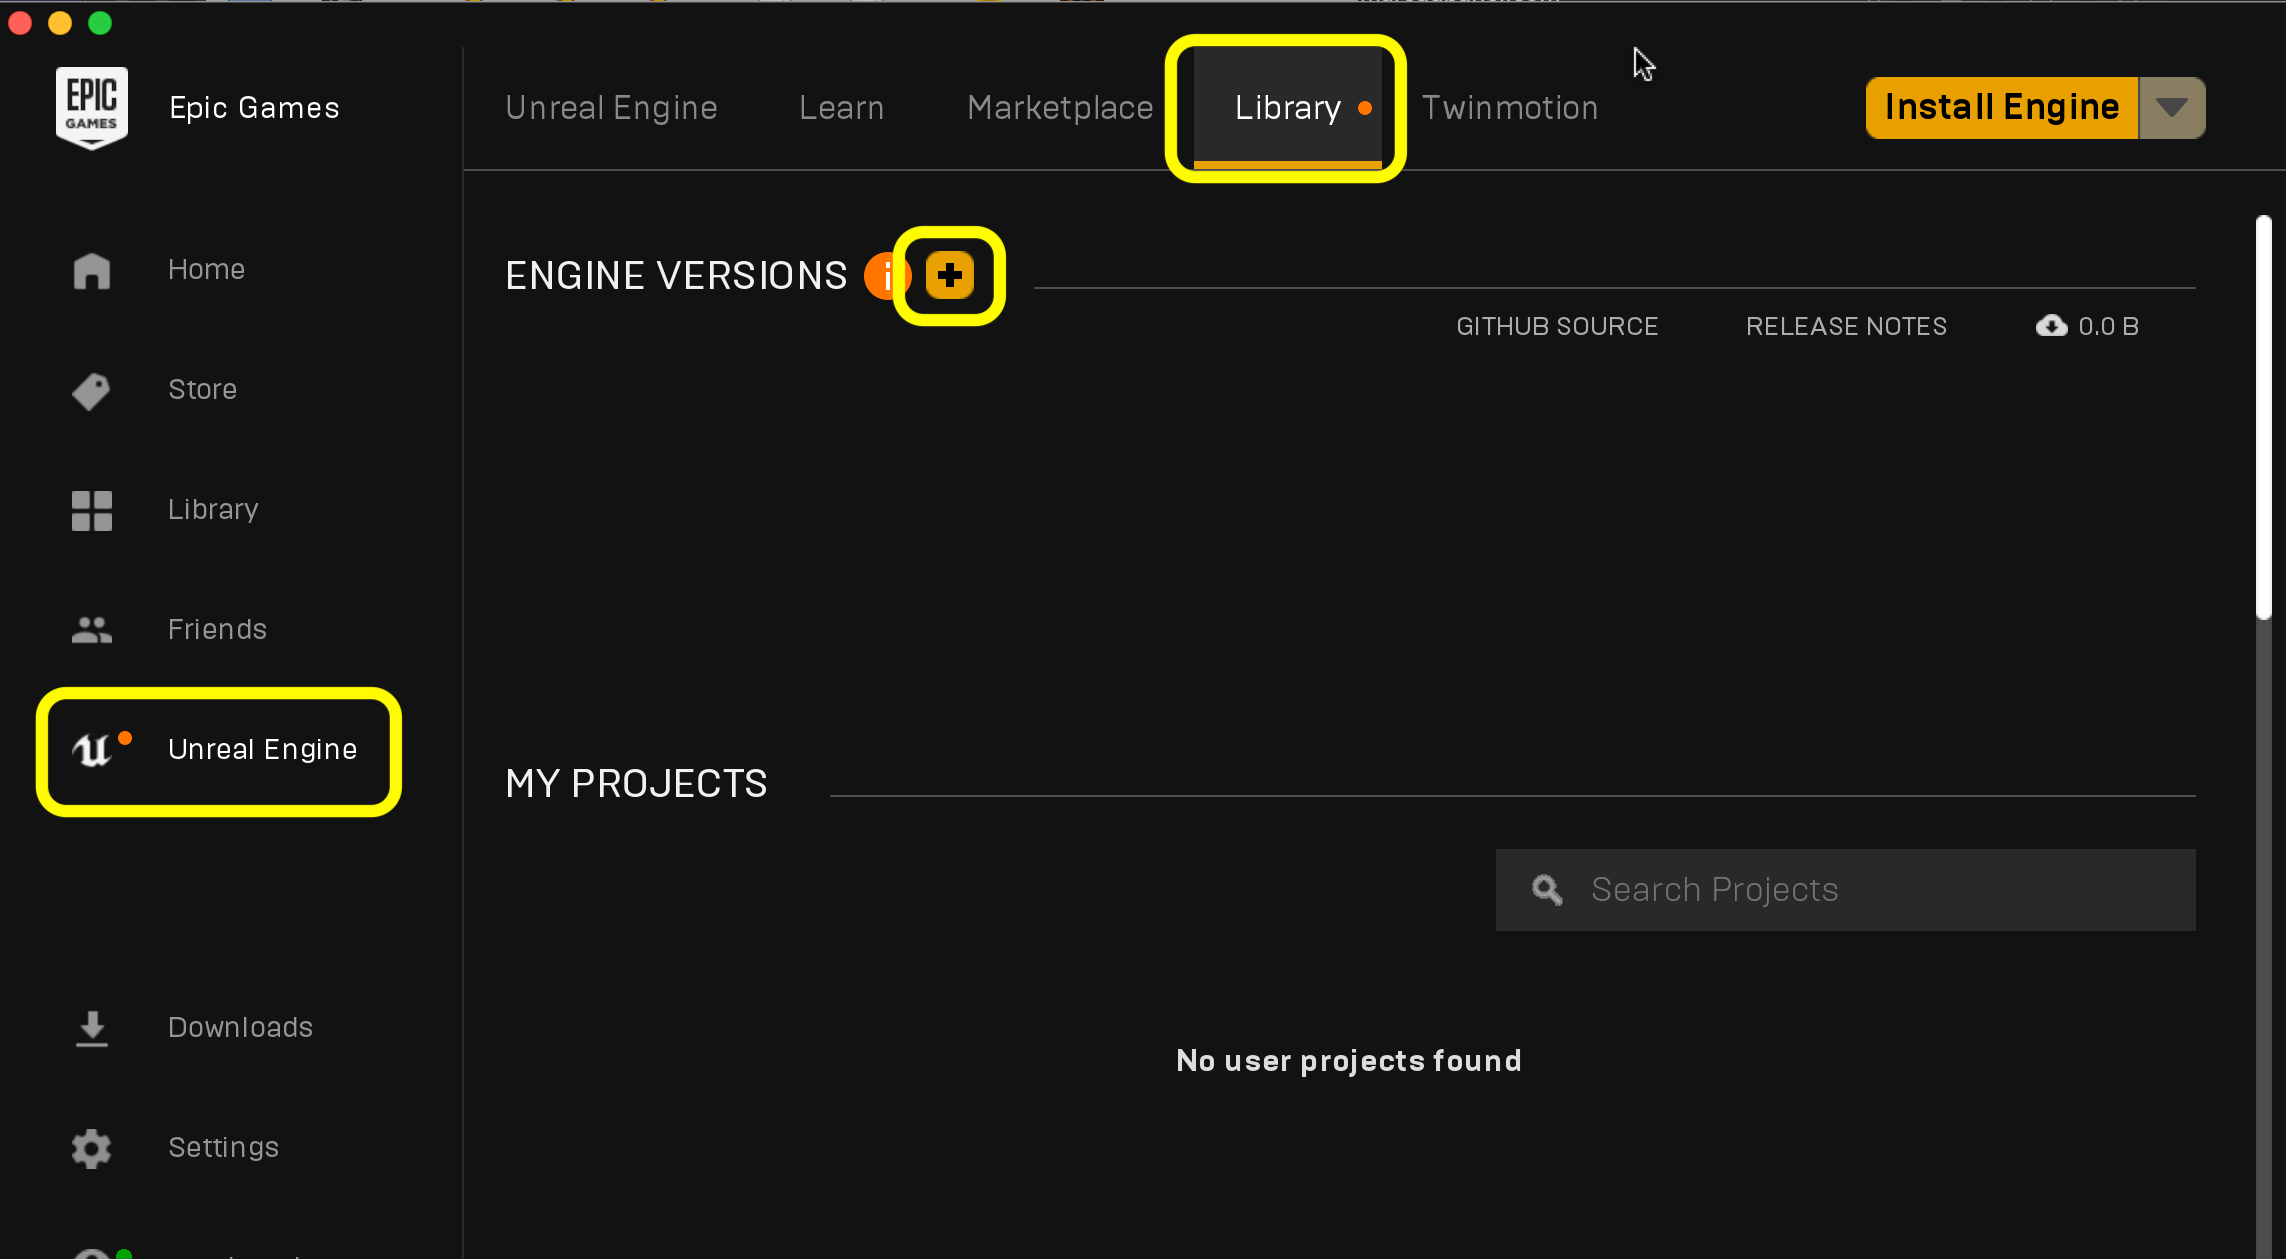 EPIC
GAMES
Epic Games
Unreal Engine
Learn
Marketplace
Library
Twinmotion
Install Engine
Home
Store
Library
Friends
Unreal Engine
Downloads
Settings
ENGINE VERSIONS
GITHUB SOURCE
RELEASE NOTES
0.0 B
MY PROJECTS
Search Projects
No user projects found